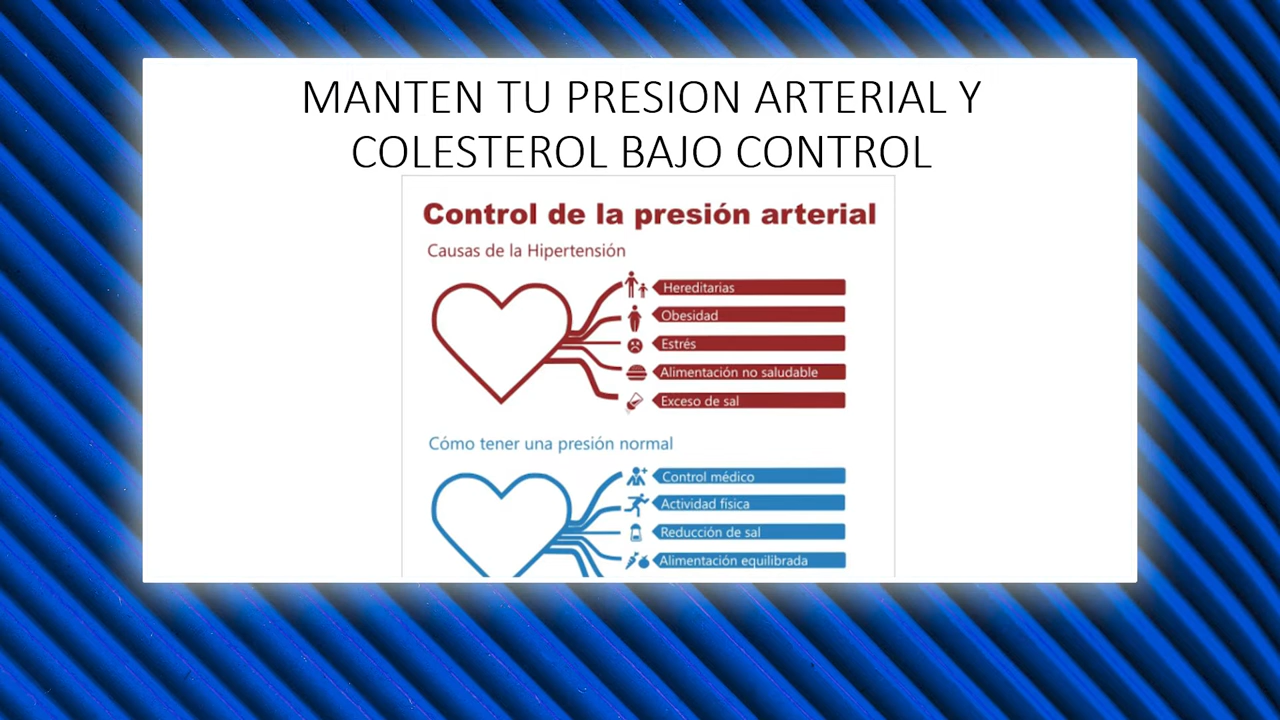 MANTEN TU PRESION ARTERIAL Y
COLESTEROL BAJO CONTROL
Control de la presión arterial
Causas de la Hipertensión
Hereditarias
Obesidad
Estrés
Alimentación no saludable
Exceso de sal
Cómo tener una presión normal
Control médico
Actividad física
Reducción de sal
Alimentación equilibrada